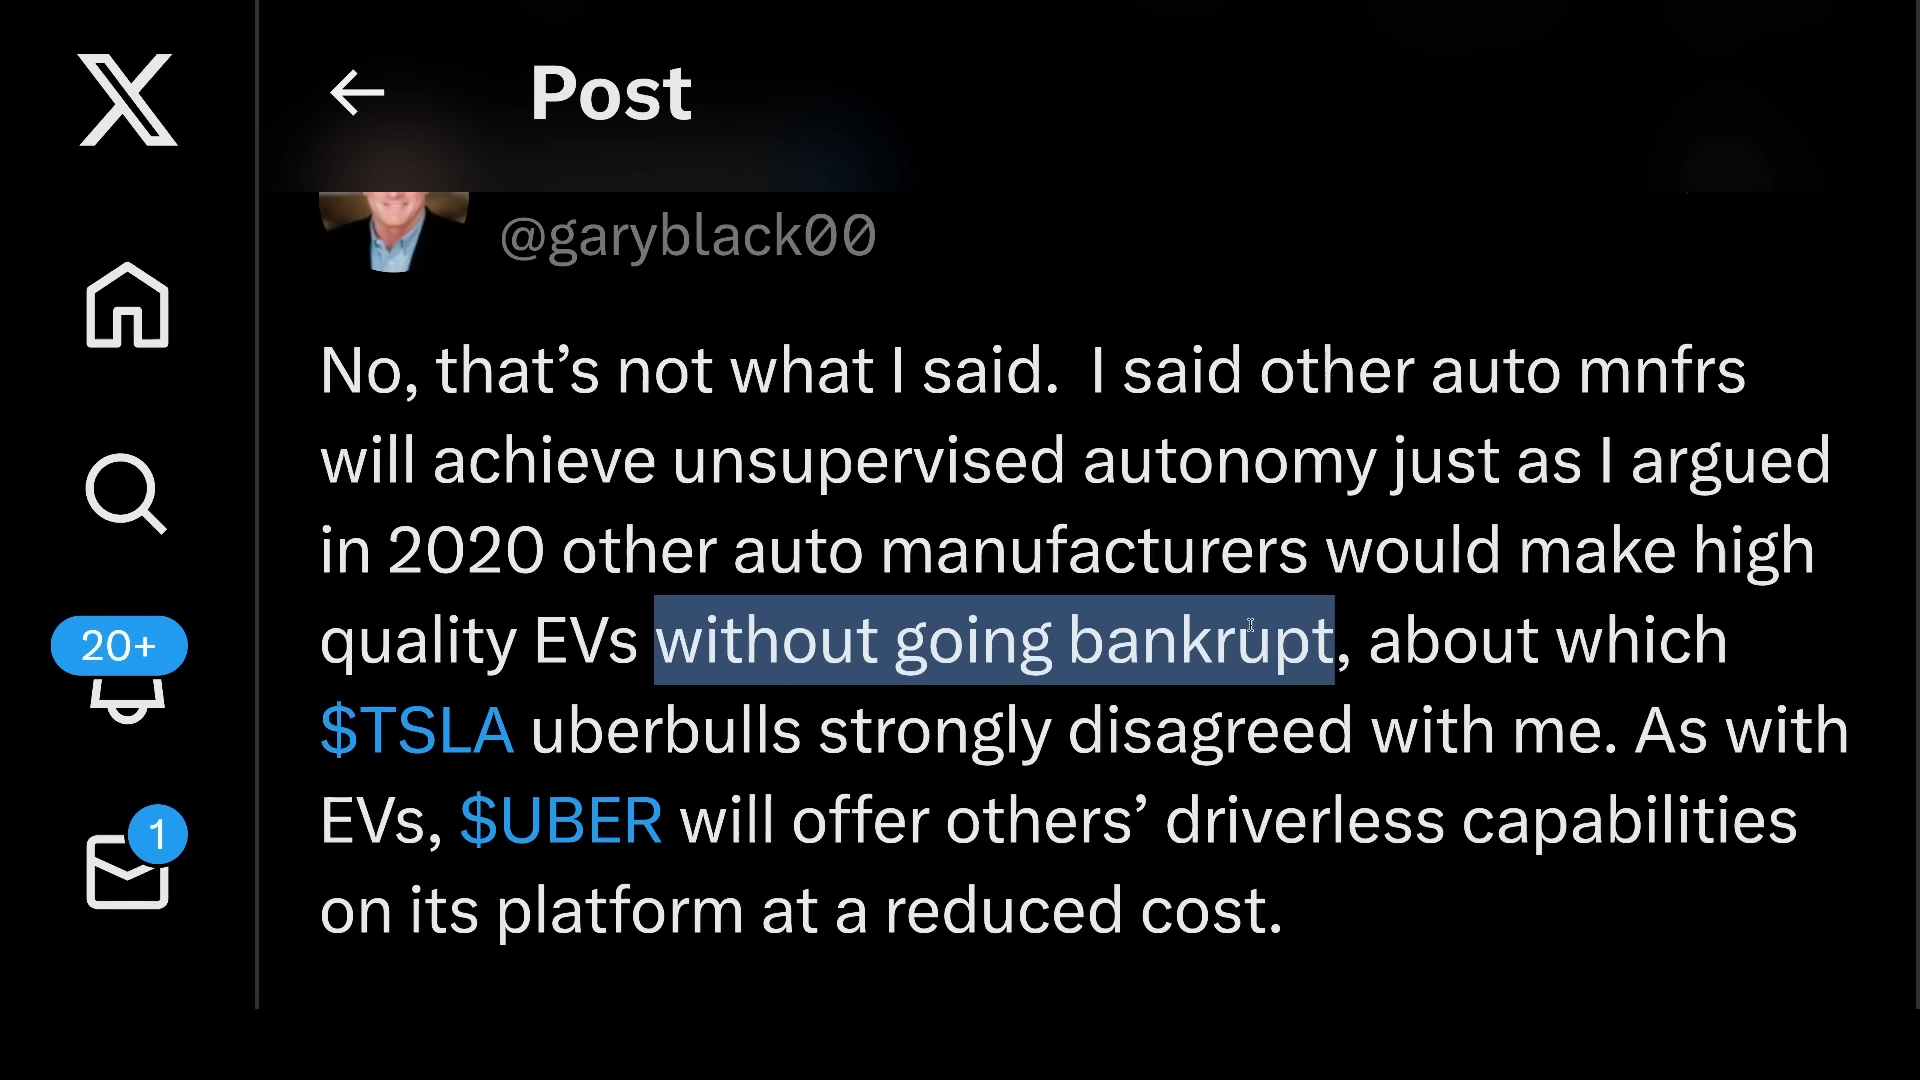 Post
@garyblack00
No, that’s not what I said.  I said other auto mnfrs
will achieve unsupervised autonomy just as I argued
in 2020 other auto manufacturers would make high
quality EVs without going bankrupt, about which
$TSLA uberbulls strongly disagreed with me. As with
EVs, $UBER will offer others’ driverless capabilities
on its platform at a reduced cost.
20+
1